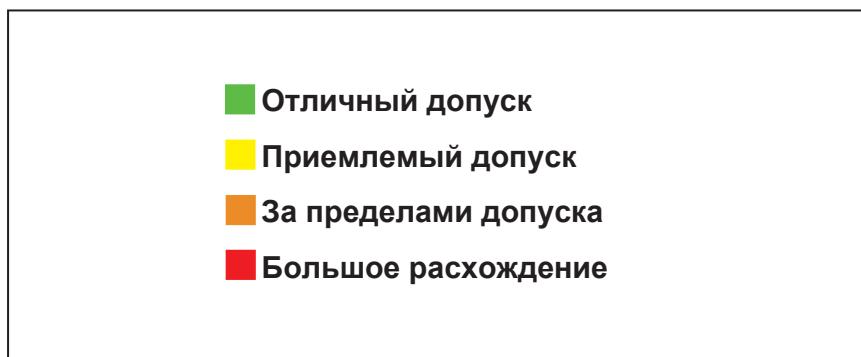 Отличный допуск
Приемлемый допуск
За пределами допуска
Большое расхождение